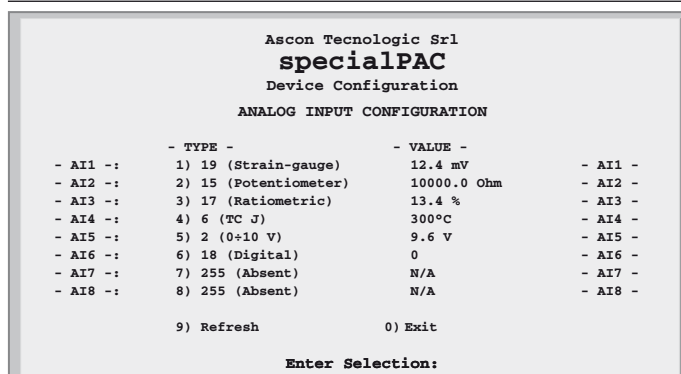 Ascon Tecnologic Srl
specialPAC
Device Configuration
ANALOG INPUT CONFIGURATION
- TYPE - - VALUE -
- AI1 -: 1) 19 (Strain-gauge) 12.4 mV - AI1 -
- AI2 -: 2) 15 (Potentiometer) 10000.0 Ohm - AI2 -
- AI3 -: 3) 17 (Ratiometric) 13.4 % - AI3 -
- AI4 -: 4) 6 (TC J) 300°C - AI4 -
- AI5 -: 5) 2 (0÷10 V) 9.6 V - AI5 -
- AI6 -: 6) 18 (Digital) 0 - AI6 -
- AI7 -: 7) 255 (Absent) N/A - AI7 -
- AI8 -: 8) 255 (Absent) N/A - AI8 -
9) Refresh 0) Exit
Enter Selection: